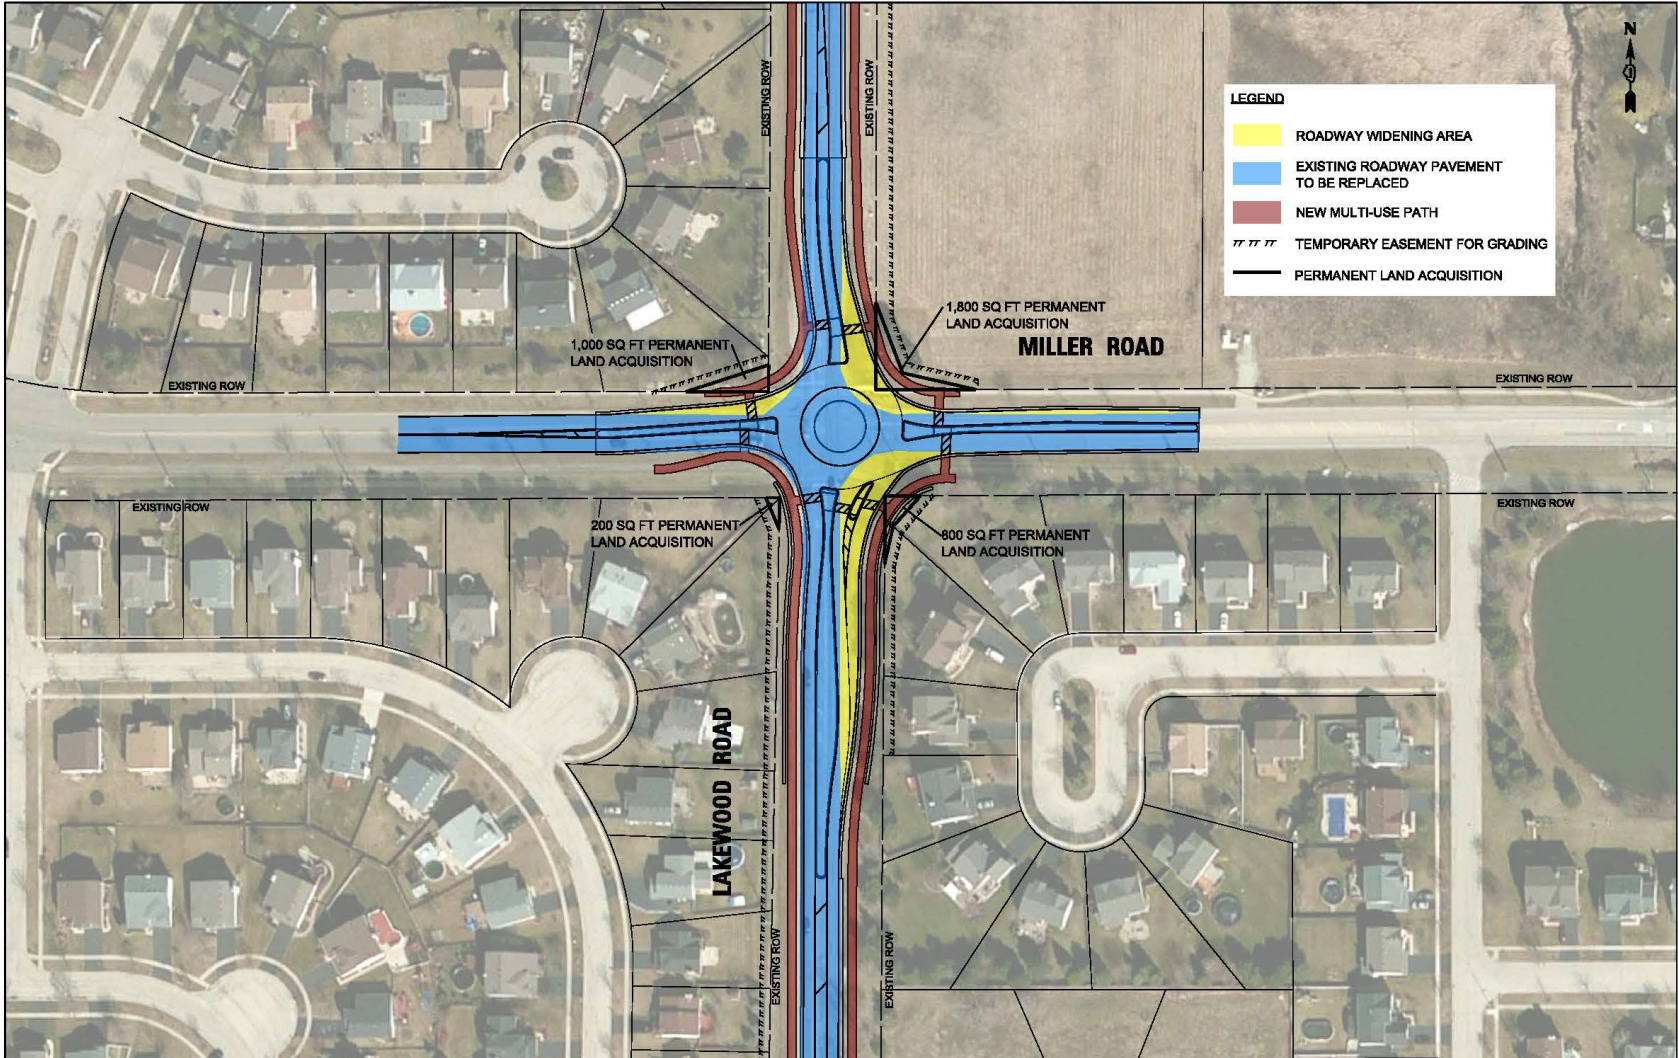 N
LEGEND
ROADWAY WIDENING AREA
EXISTING ROADWAY PAVEMENT
TO BE REPLACED
NEW MULTI-USE PATH
TEMPORARY EASEMENT FOR GRADING
PERMANENT LAND ACQUISITION
EXISTING ROW
EXISTING ROW
1,800 SQ FT PERMANENT
LAND ACQUISITION
MILLER ROAD
1,000 SQ FT PERMANENT
LAND ACQUISITION
EXISTING ROW
EXISTING ROW
EXISTING ROW
EXISTING ROW
200 SQ FT PERMANENT
LAND ACQUISITION
800 SQ FT PERMANENT
LAND ACQUISITION
LAKEWOOD ROAD
EXISTING ROW
EXISTING ROW